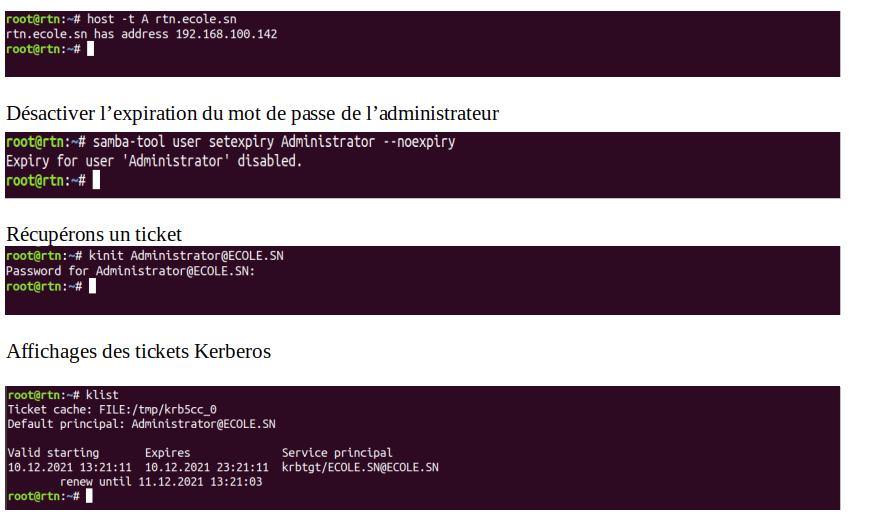 root@rtn:~# host -t A rtn.ecole.sn
rtn.ecole.sn has address 192.168.100.142
root@rtn:~#
Désactiver l’expiration du mot de passe de l’administrateur
root@rtn:~# samba-tool user setexpiry Administrator --noexpiry
Expiry for user 'Administrator' disabled.
root@rtn:~#
Récupérons un ticket
root@rtn:~# kinit Administrator@ECOLE.SN
Password for Administrator@ECOLE.SN:
root@rtn:~#
Affichages des tickets Kerberos
root@rtn:~# klist
Ticket cache: FILE:/tmp/krb5cc_0
Default principal: Administrator@ECOLE.SN
Valid starting       Expires              Service principal
10.12.2021 13:21:11  10.12.2021 23:21:11  krbtgt/ECOLE.SN@ECOLE.SN
        renew until 11.12.2021 13:21:03
root@rtn:~#